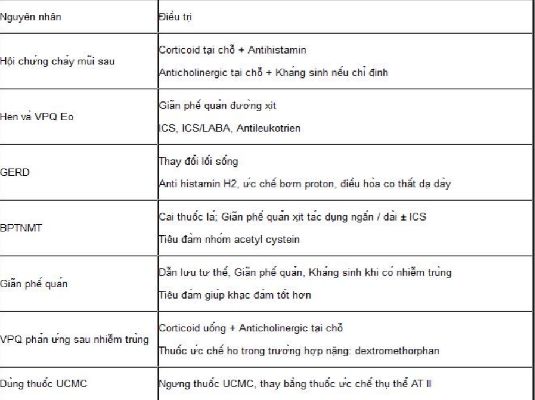 Nguyên nhân
Điều trị
Hội chứng chảy mũi sau
Corticoid tại chỗ + Antihistamin
Anticholinergic tại chỗ + Kháng sinh nếu chỉ định
Hen và VPQ Eo
Giãn phế quản đường xịt
ICS, ICS/LABA, Antileukotrien
GERD
Thay đổi lối sống
Anti histamin H2, ức chế bơm proton, điều hòa co thắt dạ dày
BPTNMT
Cai thuốc lá; Giãn phế quản xịt tác dụng ngắn / dài ± ICS
Tiêu đàm nhóm acetyl cystein
Giãn phế quản
Dẫn lưu tư thế, Giãn phế quản, Kháng sinh khi có nhiễm trùng
Tiêu đàm giúp khạc đàm tốt hơn
VPQ phản ứng sau nhiễm trùng
Corticoid uống + Anticholinergic tại chỗ
Thuốc ức chế ho trong trường hợp nặng: dextromethorphan
Dùng thuốc UCMC
Ngưng thuốc UCMC, thay bằng thuốc ức chế thụ thể AT II